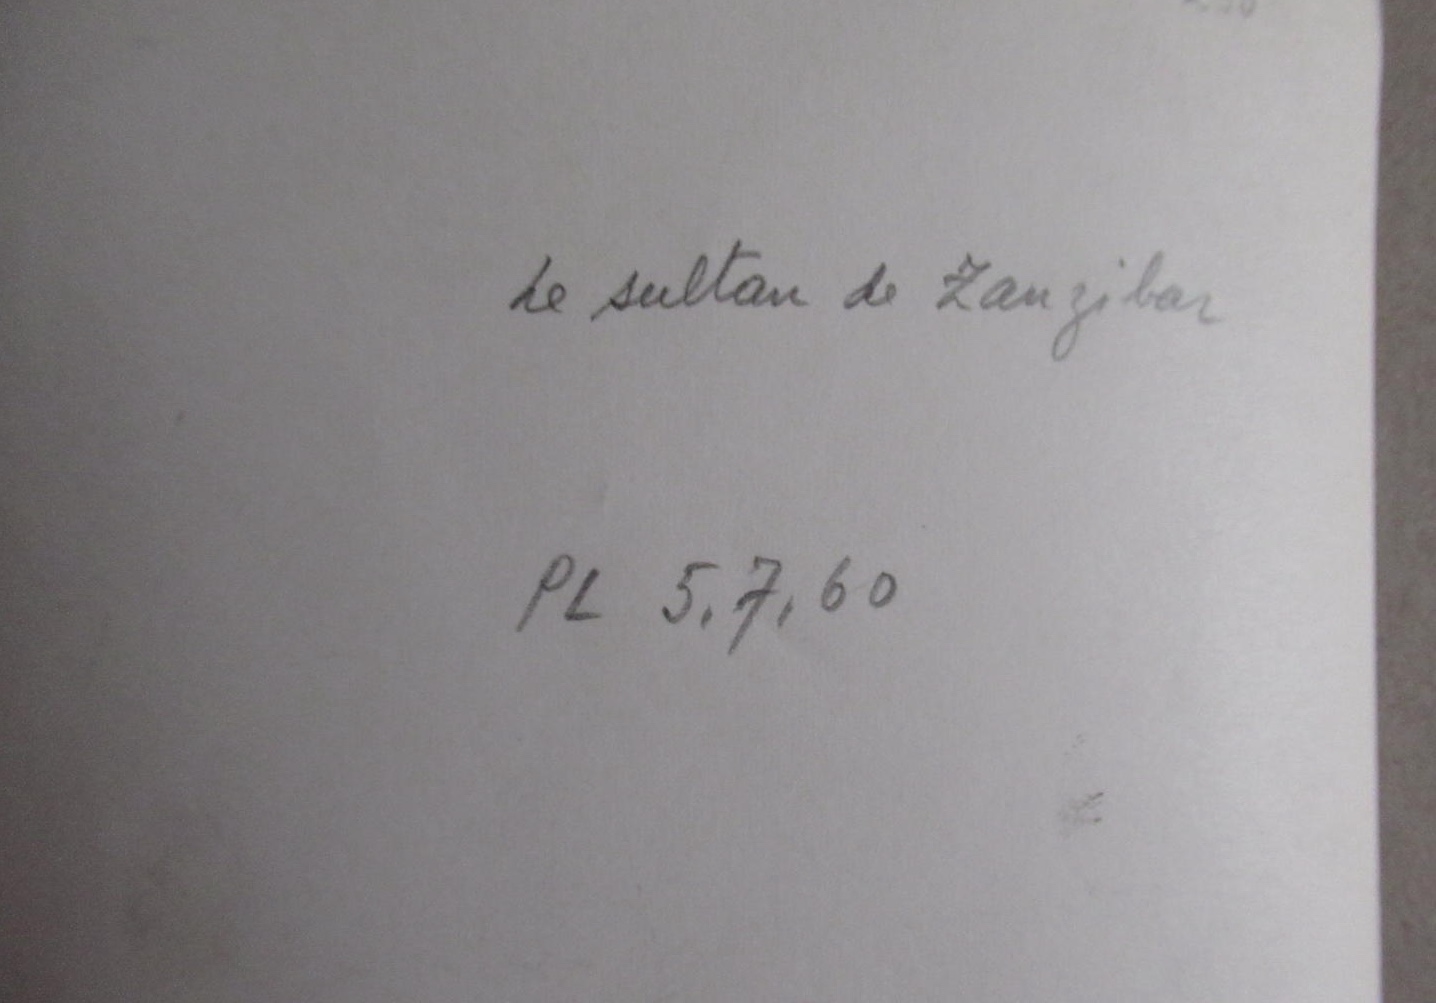 Le sultan de Zanzibar
PL 5.7.60